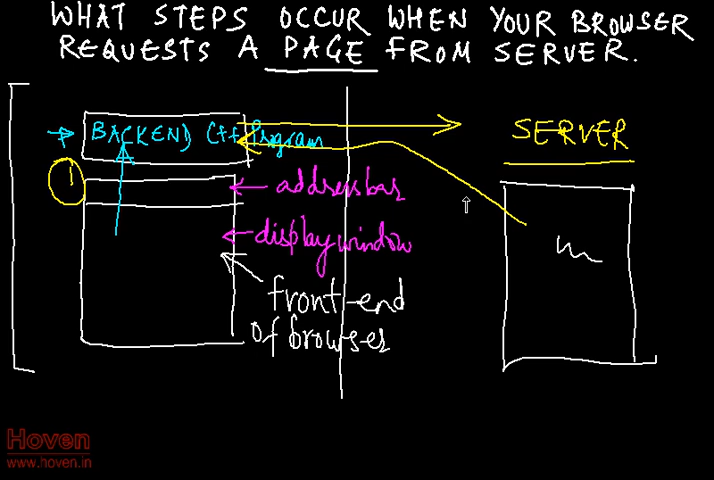 WHAT STEPS OCCUR WHEN YOUR BROWSER
REQUESTS A PAGE FROM SERVER.
BACKEND C++ Program
SERVER
1
address bar
display window
front-end
of browser
Hoven
www.hoven.in